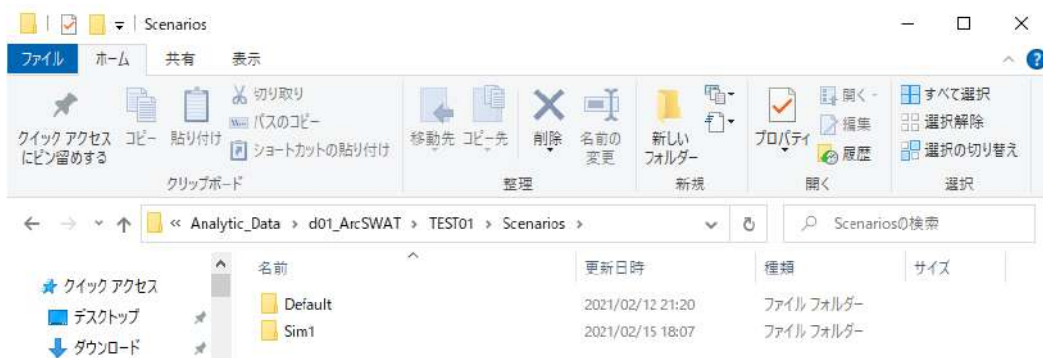 Scenarios
ファイル ホーム 共有 表示
クイック アクセスにピン留めする
コピー
貼り付け
切り取り
パスのコピー
ショートカットの貼り付け
クリップボード
移動先
コピー先
削除
名前の変更
整理
新しいフォルダー
新規
プロパティ
開く
編集
履歴
開く
すべて選択
選択解除
選択の切り替え
選択
« Analytic_Data › d01_ArcSWAT › TEST01 › Scenarios ›
Scenariosの検索
クイック アクセス
デスクトップ
ダウンロード
名前 更新日時 種類 サイズ
Default 2021/02/12 21:20 ファイル フォルダー
Sim1 2021/02/15 18:07 ファイル フォルダー